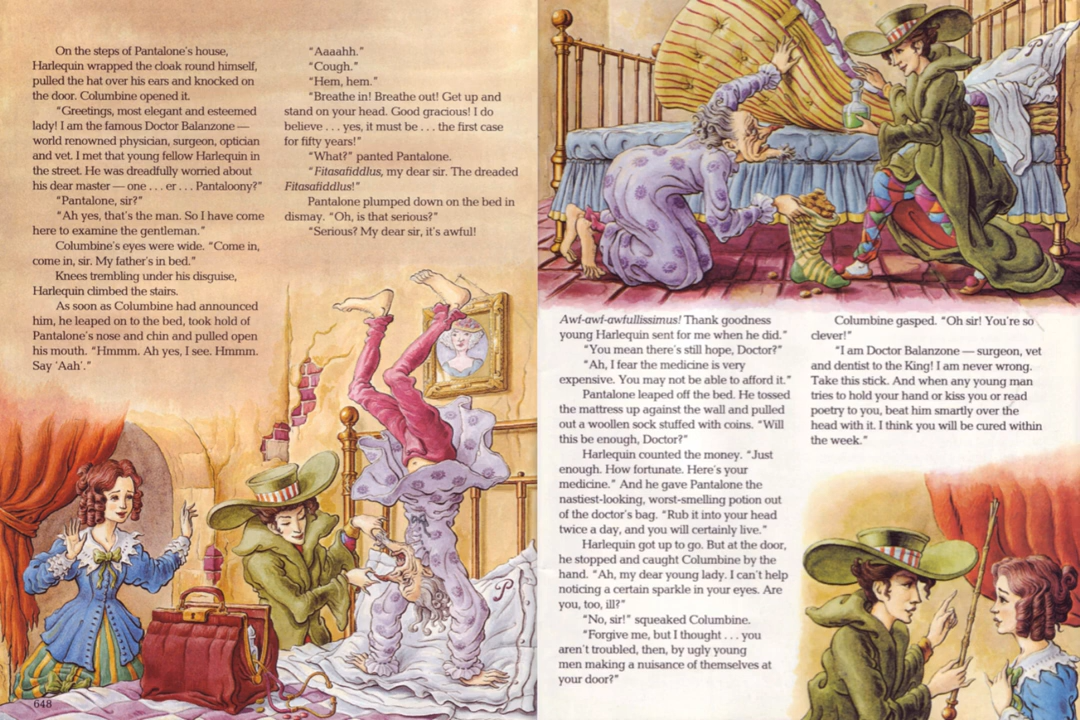 On the steps of Pantalone's house,
Harlequin wrapped the cloak round himself,
pulled the hat over his ears and knocked on
the door. Columbine opened it.
"Greetings, most elegant and esteemed
lady! I am the famous Doctor Balanzone —
world renowned physician, surgeon, optician
and vet. I met that young fellow Harlequin in
the street. He was dreadfully worried about
his dear master — one . . . er . . . Pantaloony?"
"Pantalone, sir?"
"Ah yes, that's the man. So I have come
here to examine the gentleman."
Columbine's eyes were wide. "Come in,
come in, sir. My father's in bed."
Knees trembling under his disguise,
Harlequin climbed the stairs.
As soon as Columbine had announced
him, he leaped on to the bed, took hold of
Pantalone's nose and chin and pulled open
his mouth. "Hmmm. Ah yes, I see. Hmmm.
Say 'Aah'."
"Aaaahh."
"Cough."
"Hem, hem."
"Breathe in! Breathe out! Get up and
stand on your head. Good gracious! I do
believe . . . yes, it must be . . . the first case
for fifty years!"
"What?" panted Pantalone.
"Fitasafiddlus, my dear sir. The dreaded
Fitasafiddlus!"
Pantalone plumped down on the bed in
dismay. "Oh, is that serious?"
"Serious? My dear sir, it's awful!
P
648
P
Awf-awf-awfullissimus! Thank goodness
young Harlequin sent for me when he did."
"You mean there's still hope, Doctor?"
"Ah, I fear the medicine is very
expensive. You may not be able to afford it."
Pantalone leaped off the bed. He tossed
the mattress up against the wall and pulled
out a woollen sock stuffed with coins. "Will
this be enough, Doctor?"
Harlequin counted the money. "Just
enough. How fortunate. Here's your
medicine." And he gave Pantalone the
nastiest-looking, worst-smelling potion out
of the doctor's bag. "Rub it into your head
twice a day, and you will certainly live."
Harlequin got up to go. But at the door,
he stopped and caught Columbine by the
hand. "Ah, my dear young lady. I can't help
noticing a certain sparkle in your eyes. Are
you, too, ill?"
"No, sir!" squeaked Columbine.
"Forgive me, but I thought . . . you
aren't troubled, then, by ugly young
men making a nuisance of themselves at
your door?"
Columbine gasped. "Oh sir! You're so
clever!"
"I am Doctor Balanzone — surgeon, vet
and dentist to the King! I am never wrong.
Take this stick. And when any young man
tries to hold your hand or kiss you or read
poetry to you, beat him smartly over the
head with it. I think you will be cured within
the week."